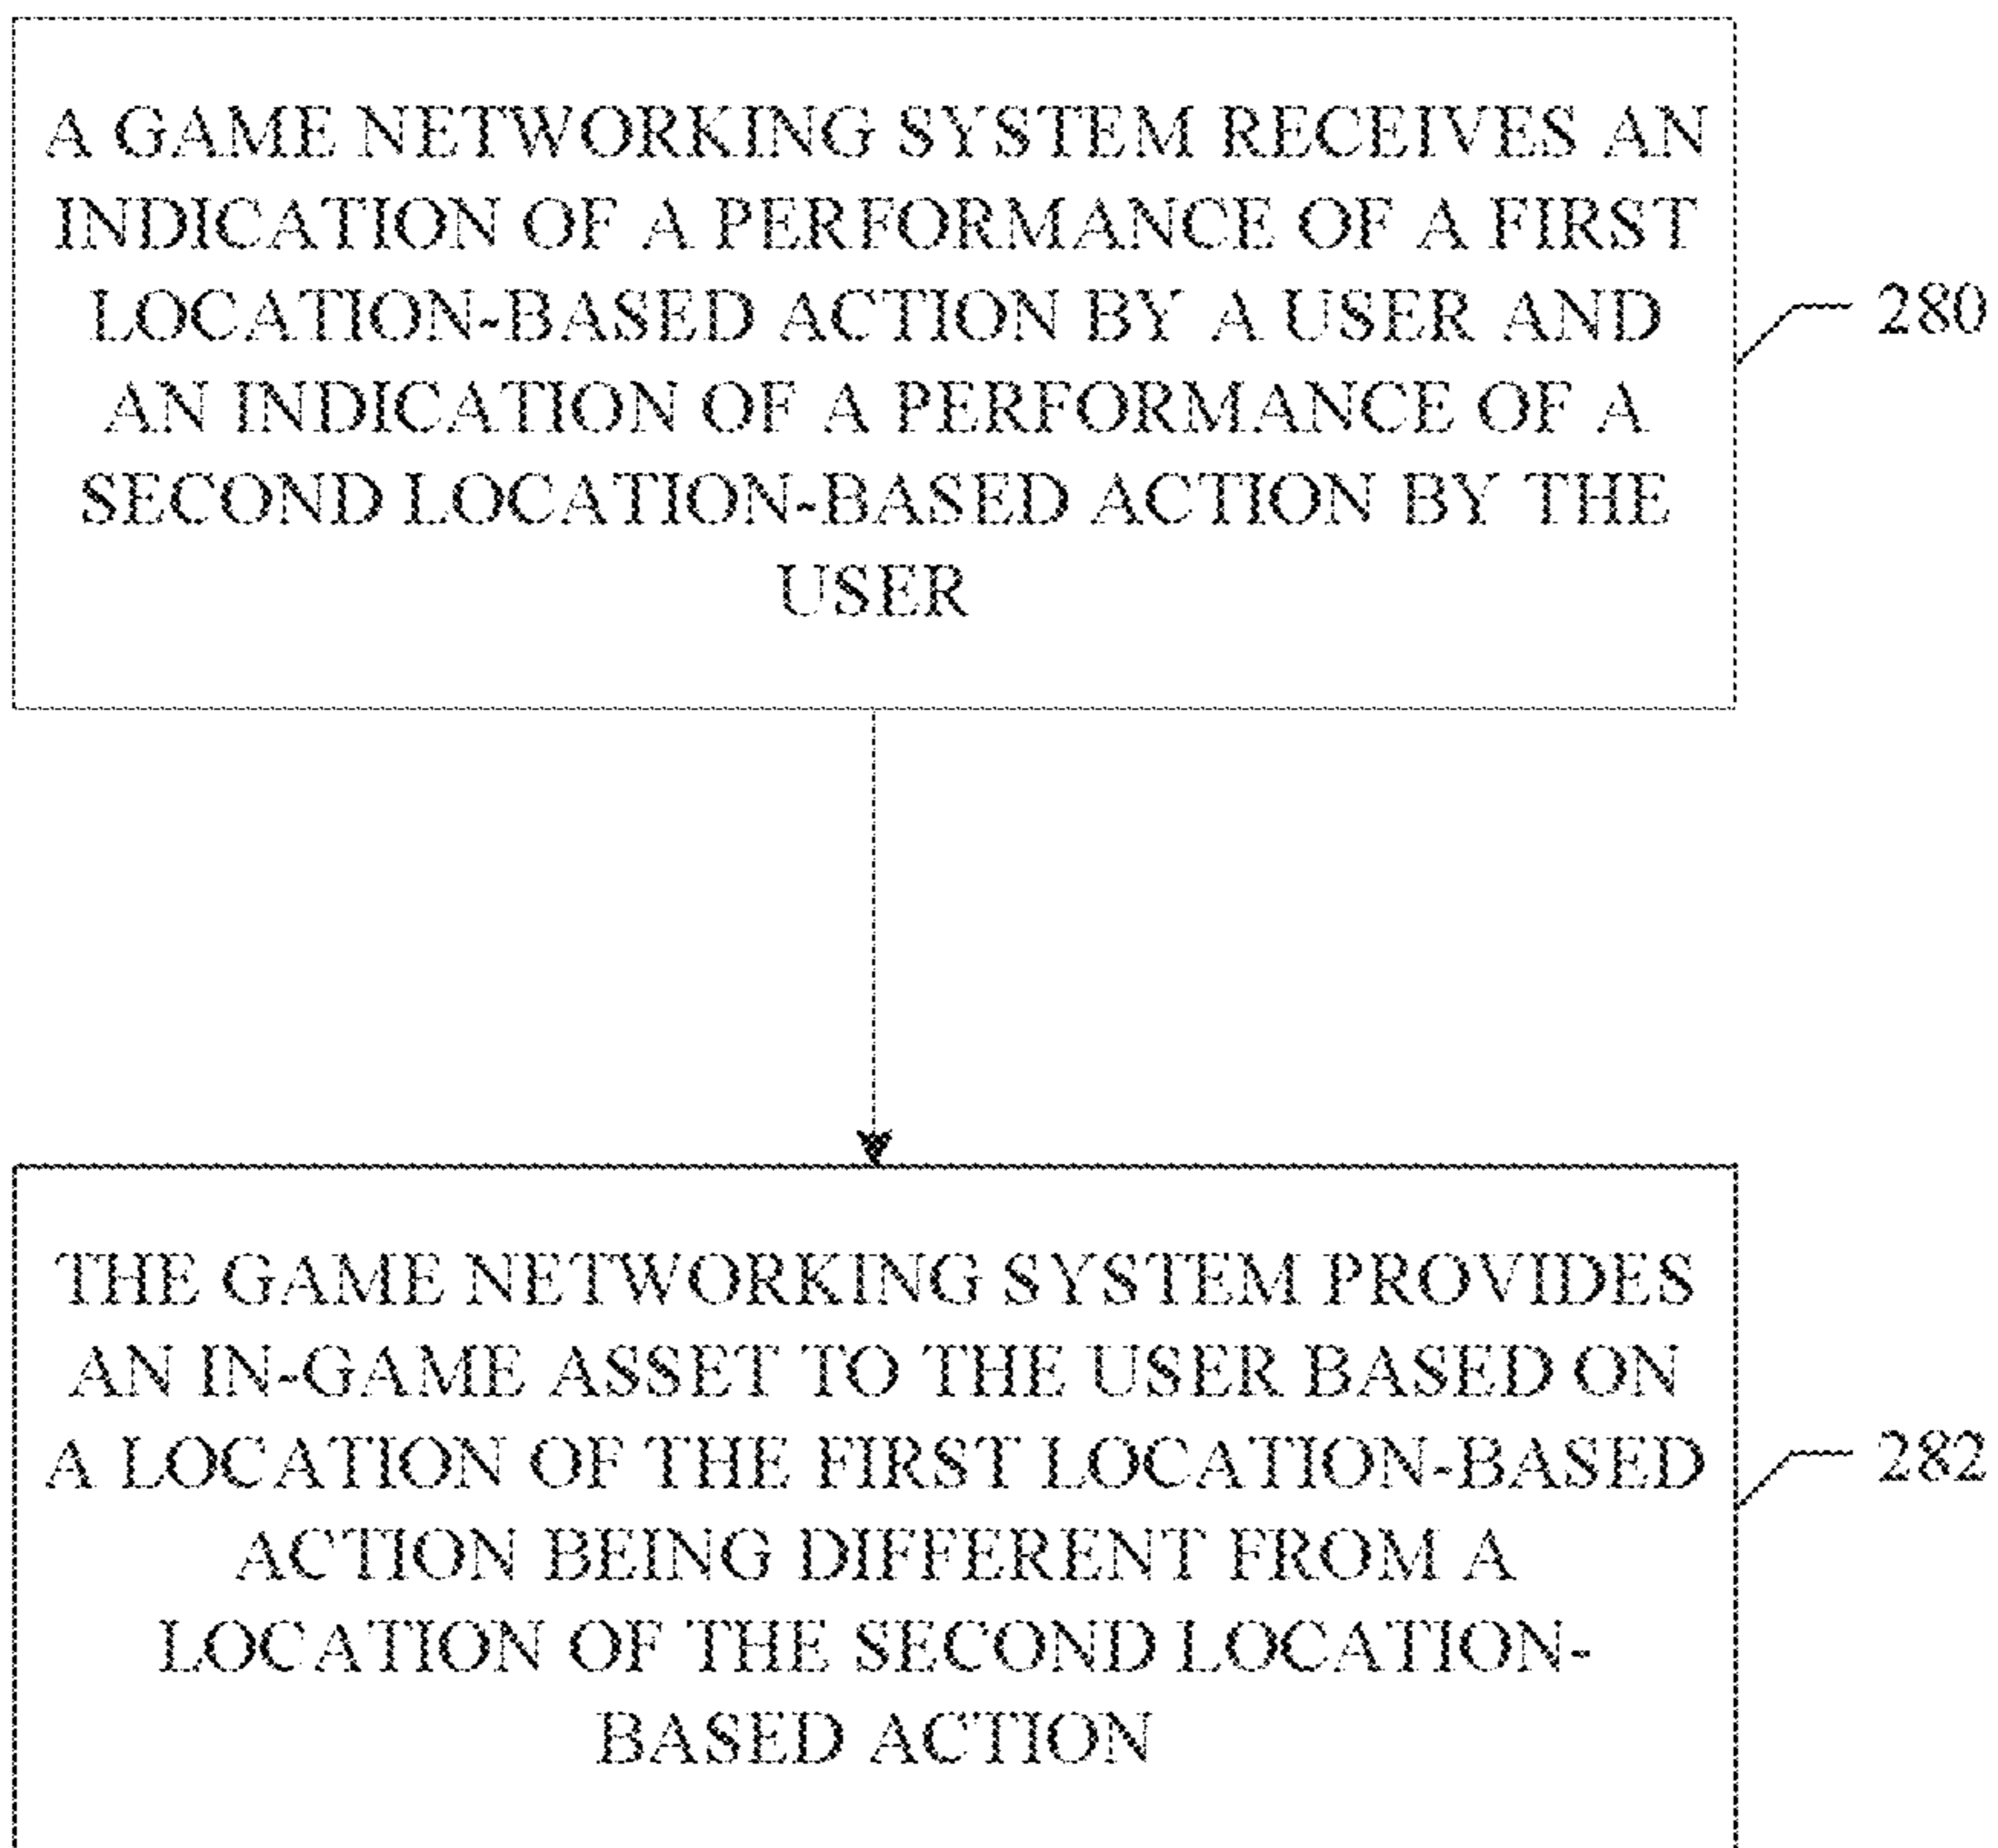 A GAME NETWORKING SYSTEM RECEIVES AN
INDICATION OF A PERFORMANCE OF A FIRST
LOCATION-BASED ACTION BY A USER AND
AN INDICATION OF A PERFORMANCE OF A
SECOND LOCATION-BASED ACTION BY THE
USER
280
THE GAME NETWORKING SYSTEM PROVIDES
AN IN-GAME ASSET TO THE USER BASED ON
A LOCATION OF THE FIRST LOCATION-BASED
ACTION BEING DIFFERENT FROM A
LOCATION OF THE SECOND LOCATION-
BASED ACTION
282